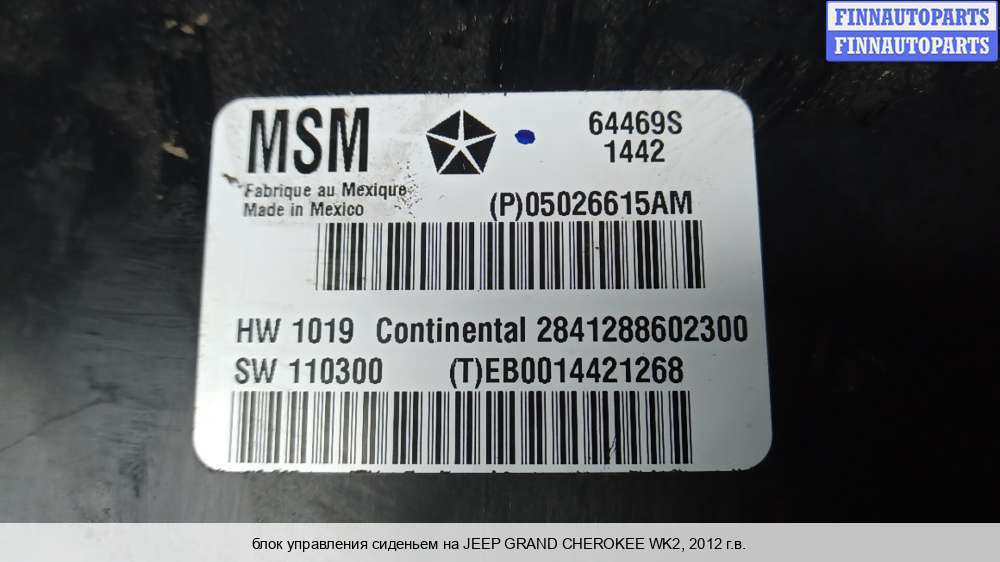 FINNAUTOPARTS
FINNAUTOPARTS
MSM
64469S
1442
Fabrique au Mexique
Made in Mexico
(P)05026615AM
HW 1019 Continental 2841288602300
SW 110300 (T)EB0014421268
блок управления сиденьем на JEEP GRAND CHEROKEE WK2, 2012 г.в.